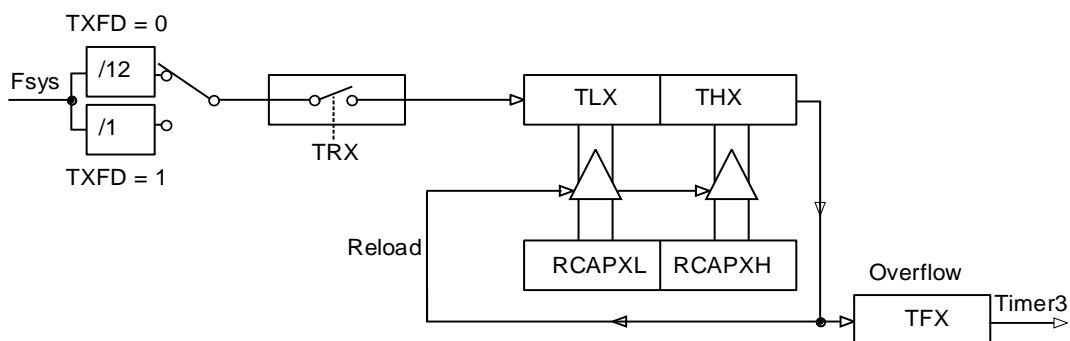 TXFD = 0
Fsys
/12
/1
TXFD = 1
TRX
TLX
THX
Reload
RCAPXL
RCAPXH
Overflow
TFX
Timer3